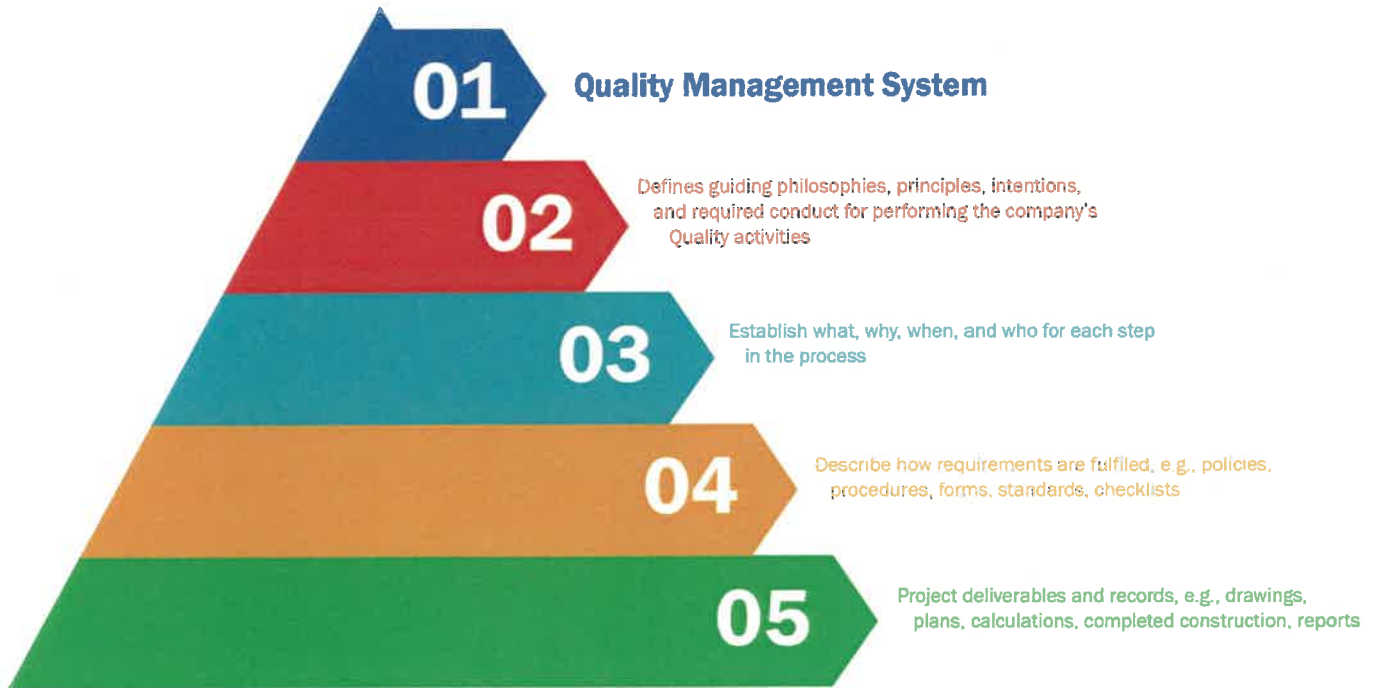 01
Quality Management System
02
Defines guiding philosophies, principles, intentions,
and required conduct for performing the company's
Quality activities
03
Establish what, why, when, and who for each step
in the process
04
Describe how requirements are fulfiled, e.g., policies,
procedures, forms, standards, checklists
05
Project deliverables and records, e.g., drawings,
plans, calculations, completed construction, reports